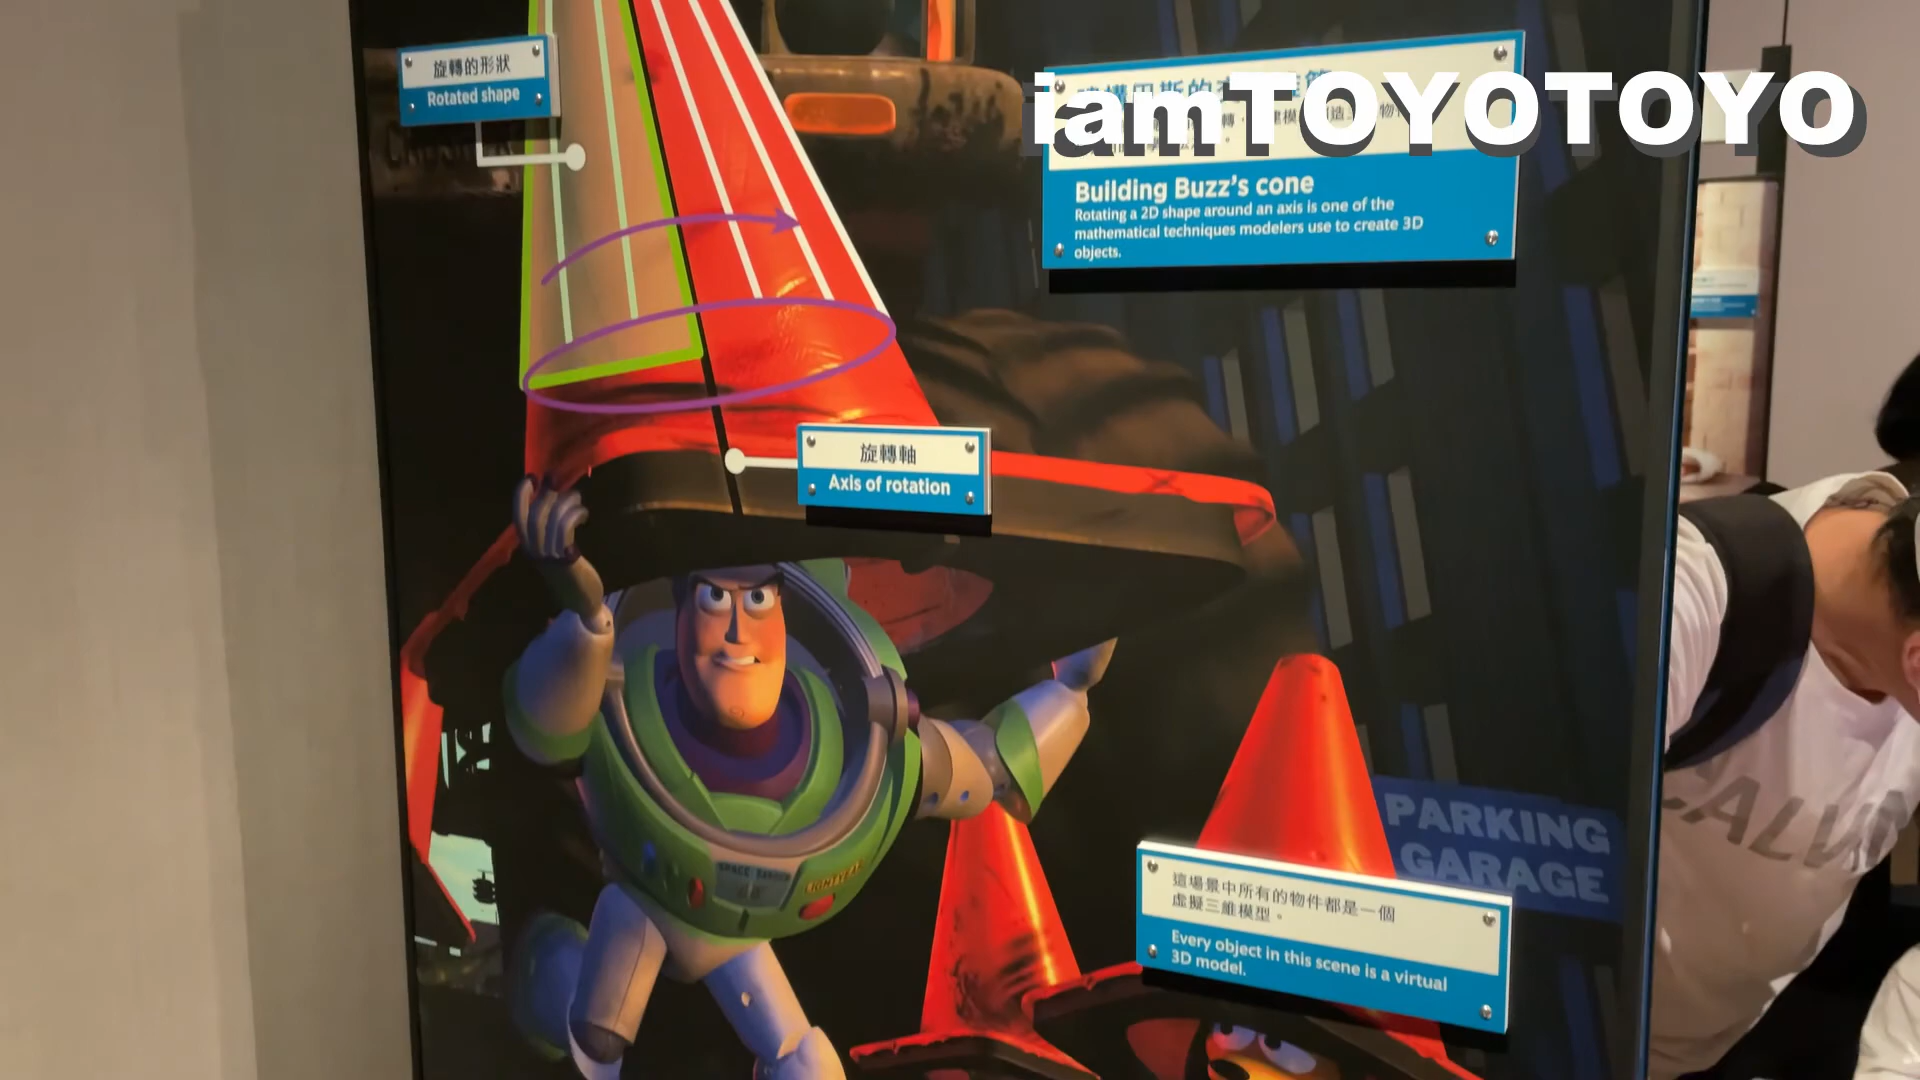 旋轉的形狀
Rotated shape
iamTOYOTOYO
Building Buzz's cone
Rotating a 2D shape around an axis is one of the
mathematical techniques modelers use to create 3D
objects.
旋轉軸
Axis of rotation
SPACE RANGER
LIGHTYEAR
PARKING
GARAGE
這場景中所有的物件都是一個
虛擬三維模型。
Every object in this scene is a virtual
3D model.